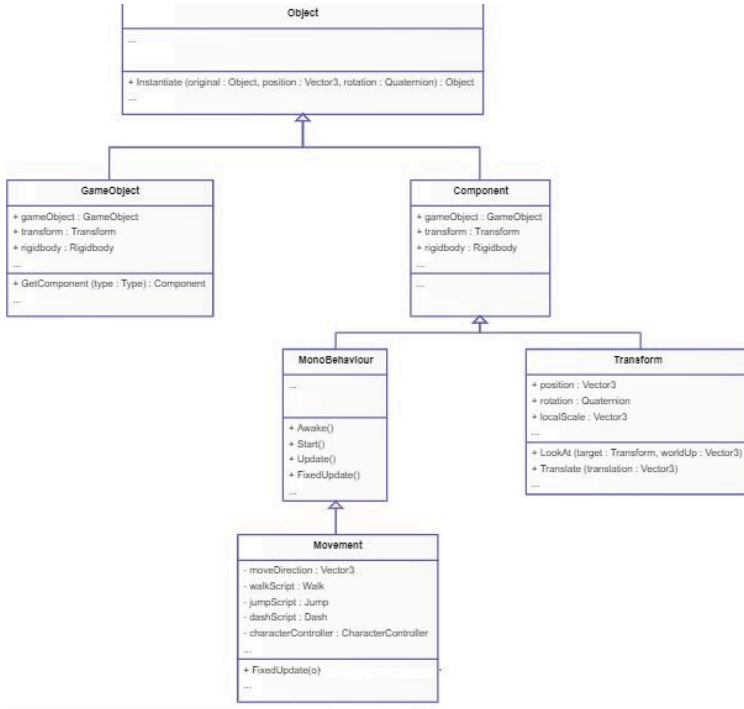 Object
...
+ Instantiate (original : Object, position : Vector3, rotation : Quaternion) : Object
...
GameObject
+ gameObject : GameObject
+ transform : Transform
+ rigidbody : Rigidbody
...
+ GetComponent (type : Type) : Component
...
Component
+ gameObject : GameObject
+ transform : Transform
+ rigidbody : Rigidbody
...
...
MonoBehaviour
...
+ Awake()
+ Start()
+ Update()
+ FixedUpdate()
...
Transform
+ position : Vector3
+ rotation : Quaternion
+ localScale : Vector3
...
+ LookAt (target : Transform, worldUp : Vector3)
+ Translate (translation : Vector3)
...
Movement
- moveDirection : Vector3
- walkScript : Walk
- jumpScript : Jump
- dashScript : Dash
- characterController : CharacterController
...
+ FixedUpdate(o)
...